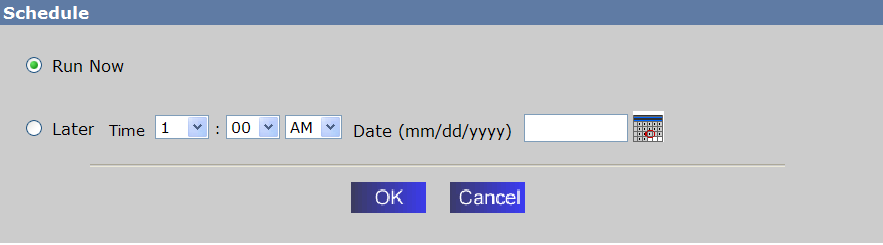 Schedule
Run Now
Later Time 1 : 00 AM Date (mm/dd/yyyy)
OK Cancel